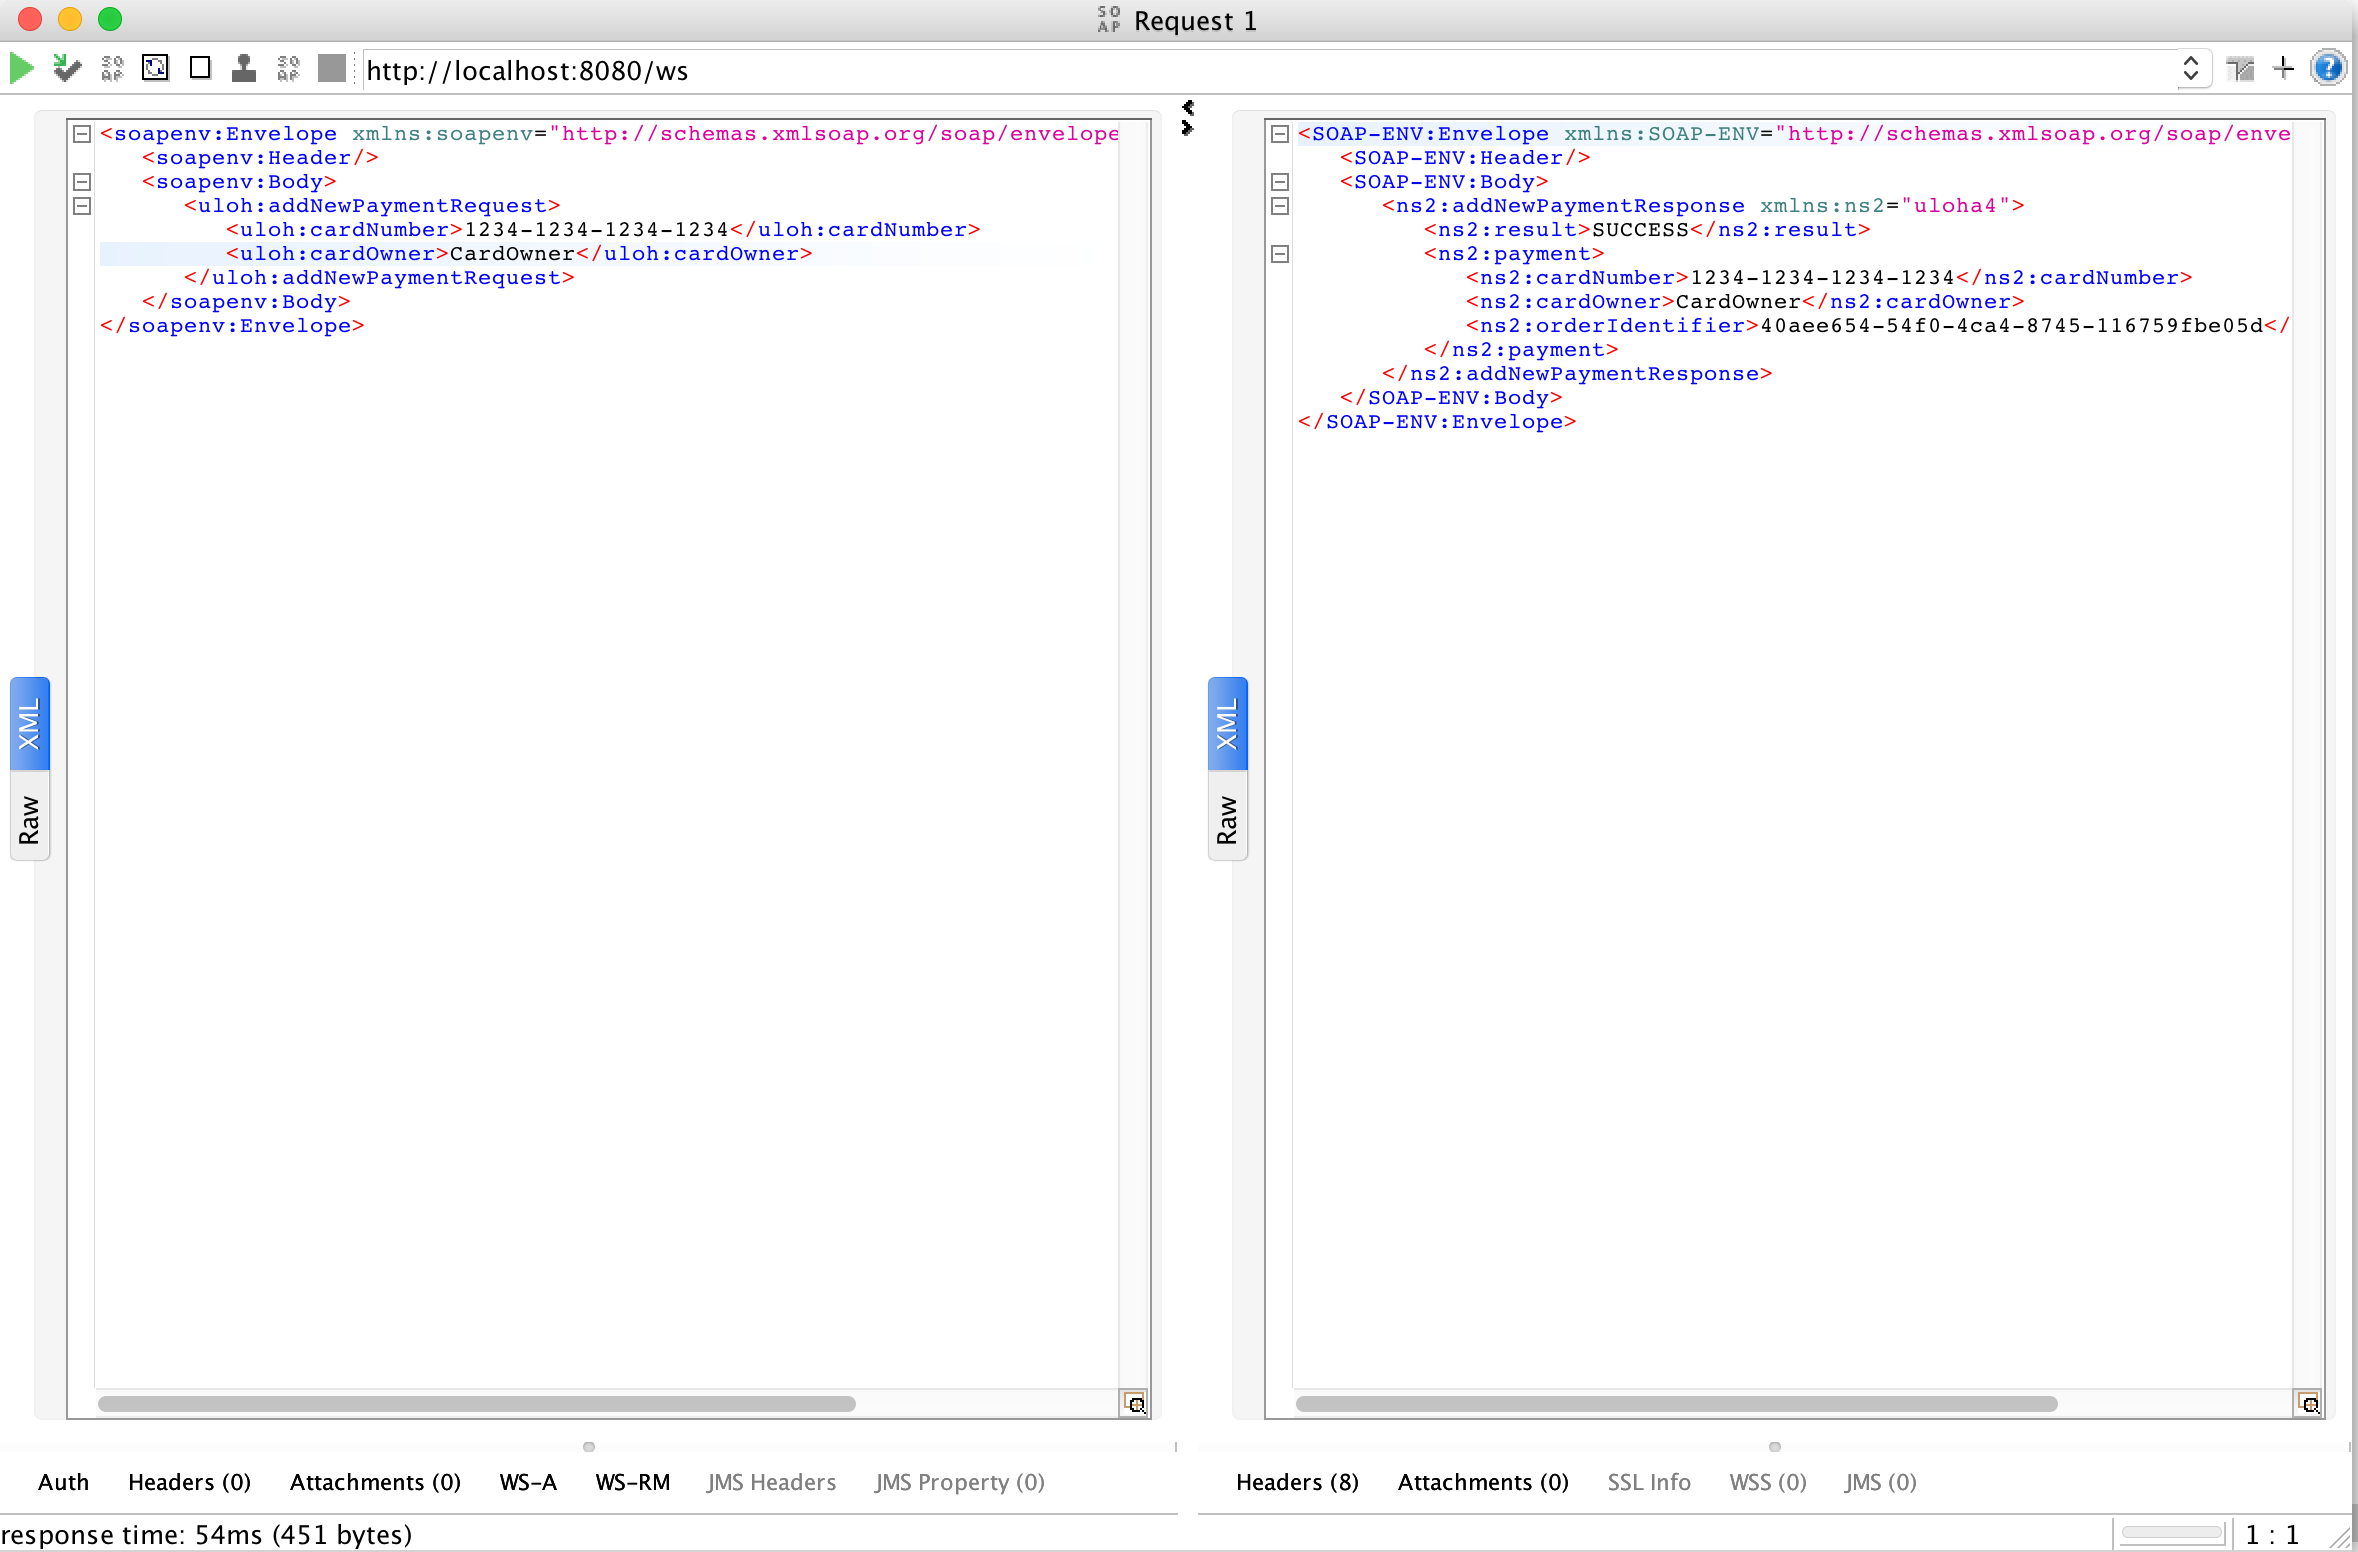 SO
AP Request 1
http://localhost:8080/ws
<soapenv:Envelope xmlns:soapenv="http://schemas.xmlsoap.org/soap/envelope
<soapenv:Header/>
<soapenv:Body>
<uloh:addNewPaymentRequest>
<uloh:cardNumber>1234-1234-1234-1234</uloh:cardNumber>
<uloh:cardOwner>CardOwner</uloh:cardOwner>
</uloh:addNewPaymentRequest>
</soapenv:Body>
</soapenv:Envelope>
XML
Raw
<SOAP-ENV:Envelope xmlns:SOAP-ENV="http://schemas.xmlsoap.org/soap/enve
<SOAP-ENV:Header/>
<SOAP-ENV:Body>
<ns2:addNewPaymentResponse xmlns:ns2="uloha4">
<ns2:result>SUCCESS</ns2:result>
<ns2:payment>
<ns2:cardNumber>1234-1234-1234-1234</ns2:cardNumber>
<ns2:cardOwner>CardOwner</ns2:cardOwner>
<ns2:orderIdentifier>40aee654-54f0-4ca4-8745-116759fbe05d</
</ns2:payment>
</ns2:addNewPaymentResponse>
</SOAP-ENV:Body>
</SOAP-ENV:Envelope>
XML
Raw
Auth Headers (0) Attachments (0) WS-A WS-RM JMS Headers JMS Property (0)
Headers (8) Attachments (0) SSL Info WSS (0) JMS (0)
response time: 54ms (451 bytes)
1 : 1